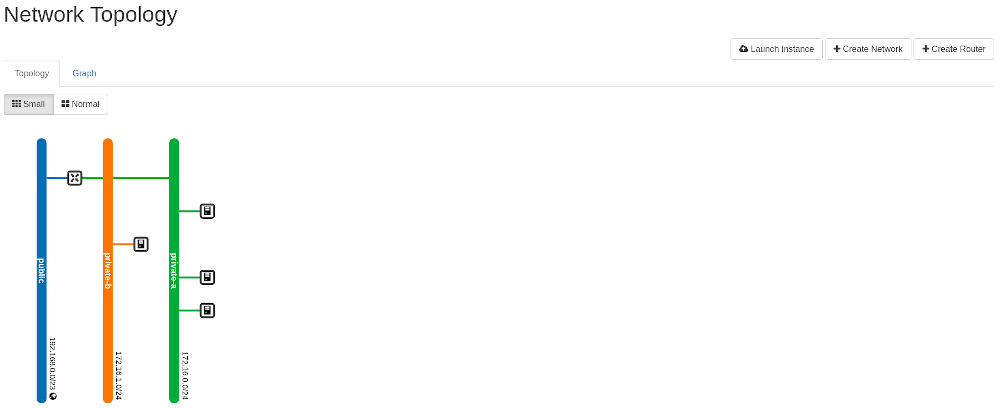 Network Topology
Launch Instance
Create Network
Create Router
Topology
Graph
Small
Normal
public
192.168.0.0/23
private-b
172.16.1.0/24
private-a
172.16.0.0/24